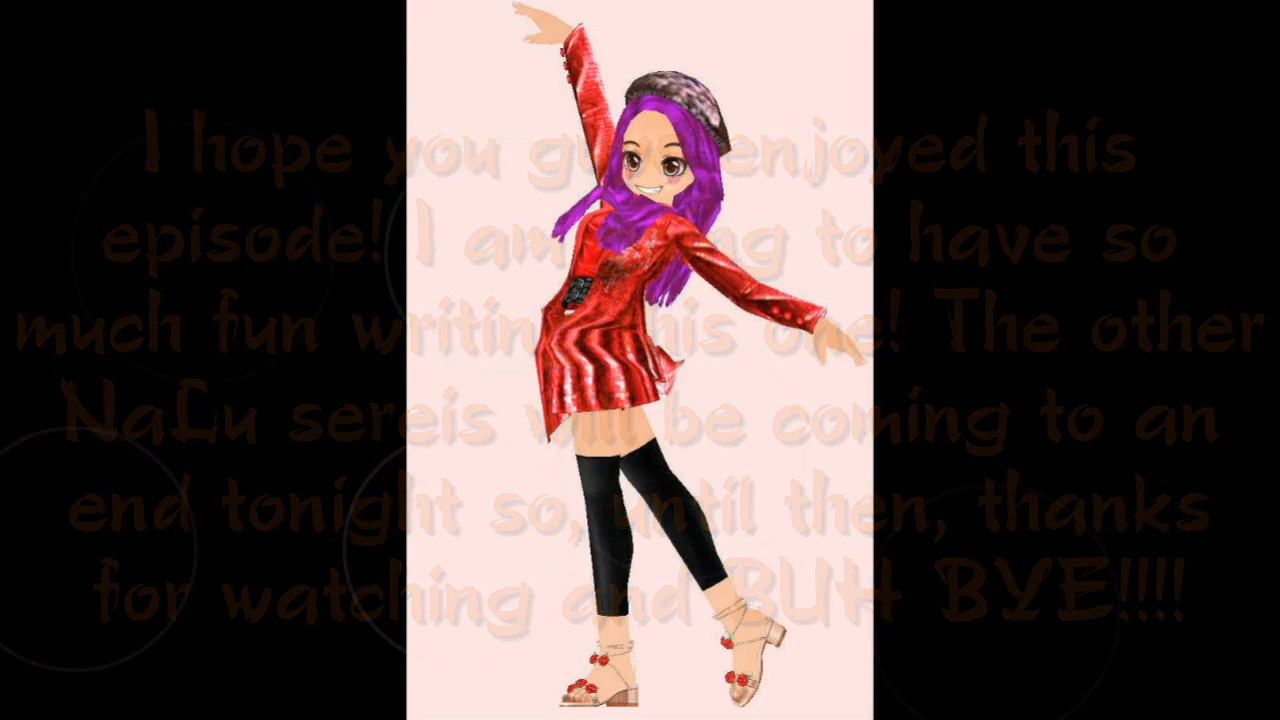 I hope you guys enjoyed this
episode! I am going to have so
much fun writing this one! The other
NaLu sereis will be coming to an
end tonight so, until then, thanks
for watching and BUH BYE!!!!